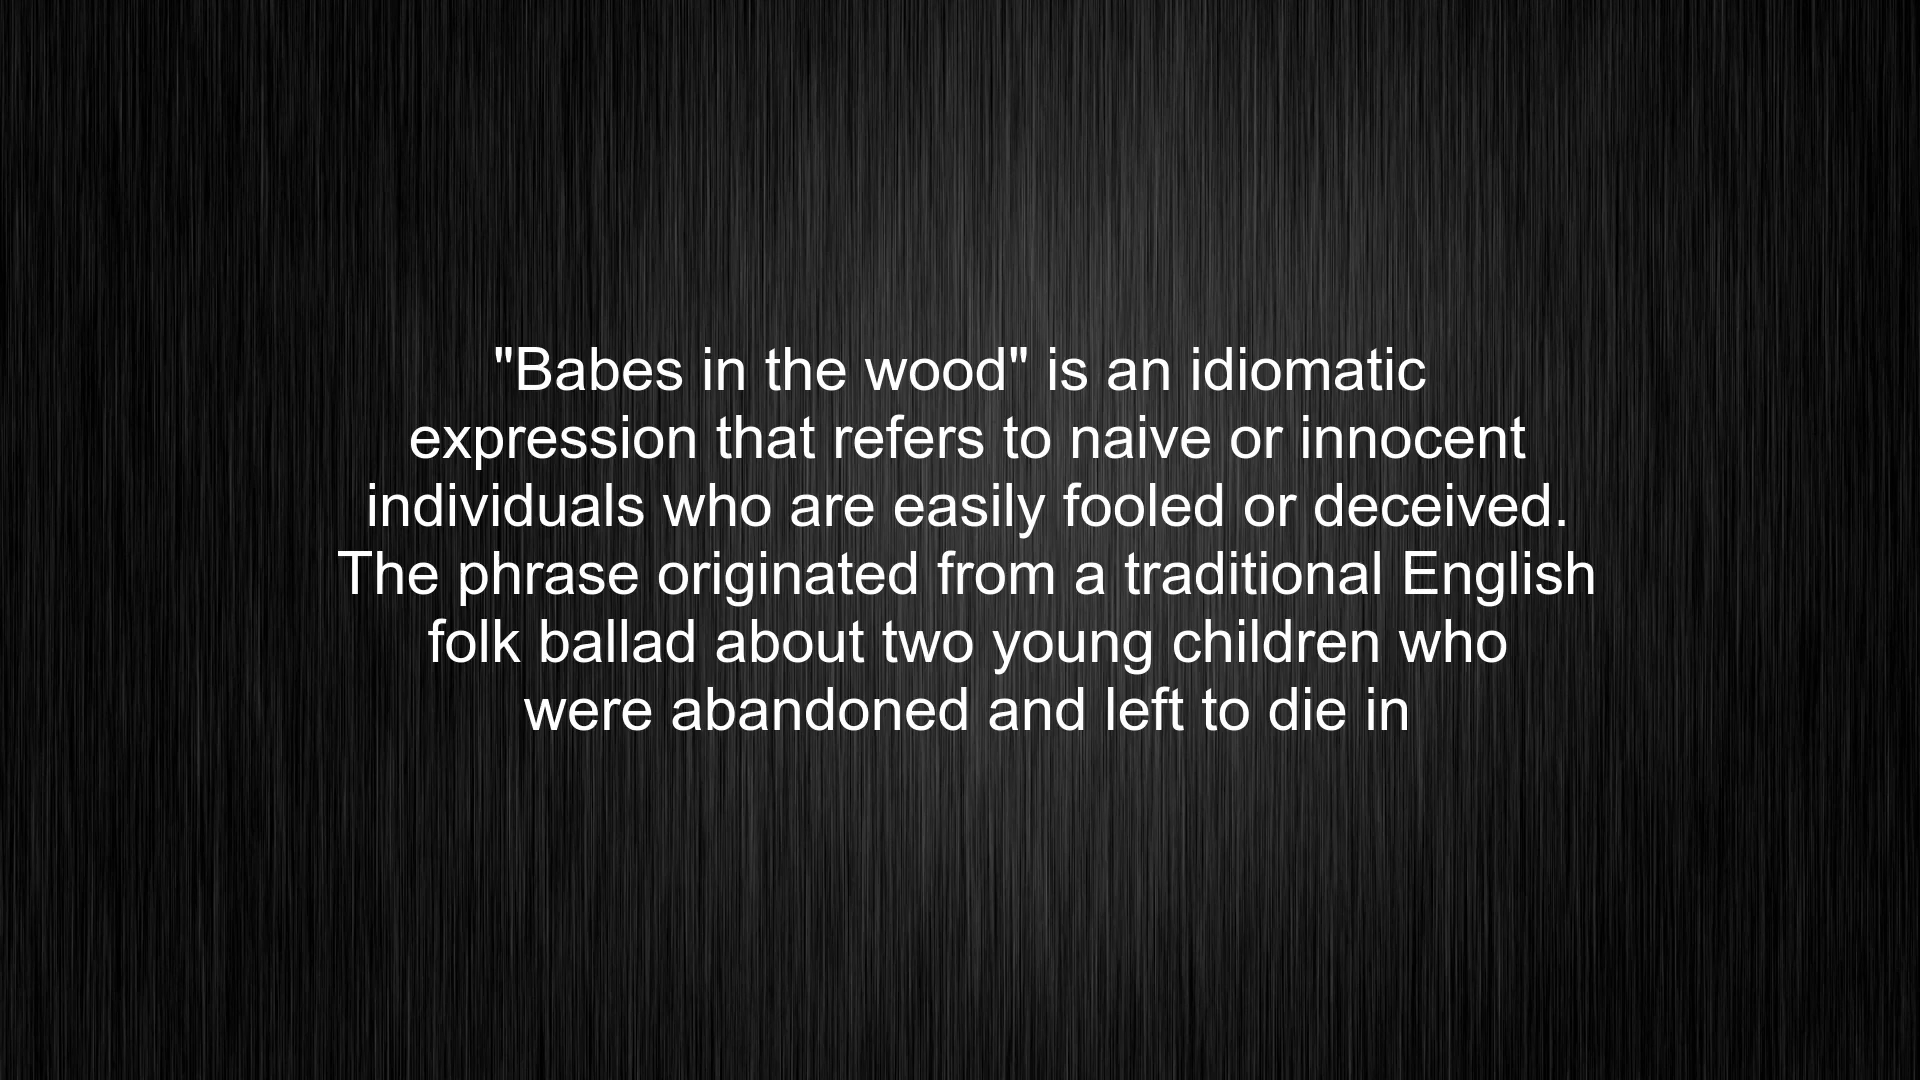 "Babes in the wood" is an idiomatic
expression that refers to naive or innocent
individuals who are easily fooled or deceived.
The phrase originated from a traditional English
folk ballad about two young children who
were abandoned and left to die in